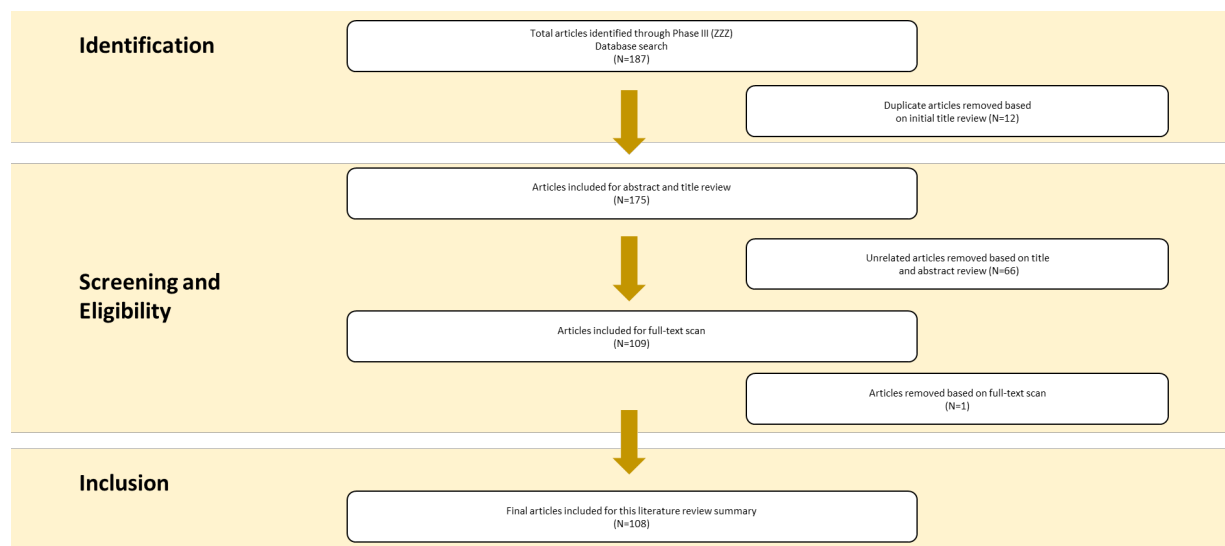 Identification
Total articles identified through Phase III (ZZZ)
Database search
(N=187)
Duplicate articles removed based
on initial title review (N=12)
Articles included for abstract and title review
(N=175)
Screening and
Eligibility
Unrelated articles removed based on title
and abstract review (N=66)
Articles included for full-text scan
(N=109)
Articles removed based on full-text scan
(N=1)
Inclusion
Final articles included for this literature review summary
(N=108)